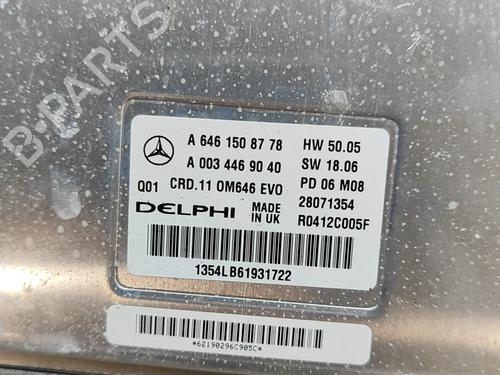 B-PARTS
A 646 150 87 78 HW 50.05
A 003 446 90 40 SW 18.06
Q01 CRD.11 OM646 EVO PD 06 M08
DELPHI MADE IN UK 28071354
R0412C005F
1354LB61931722
*62190296C905C*